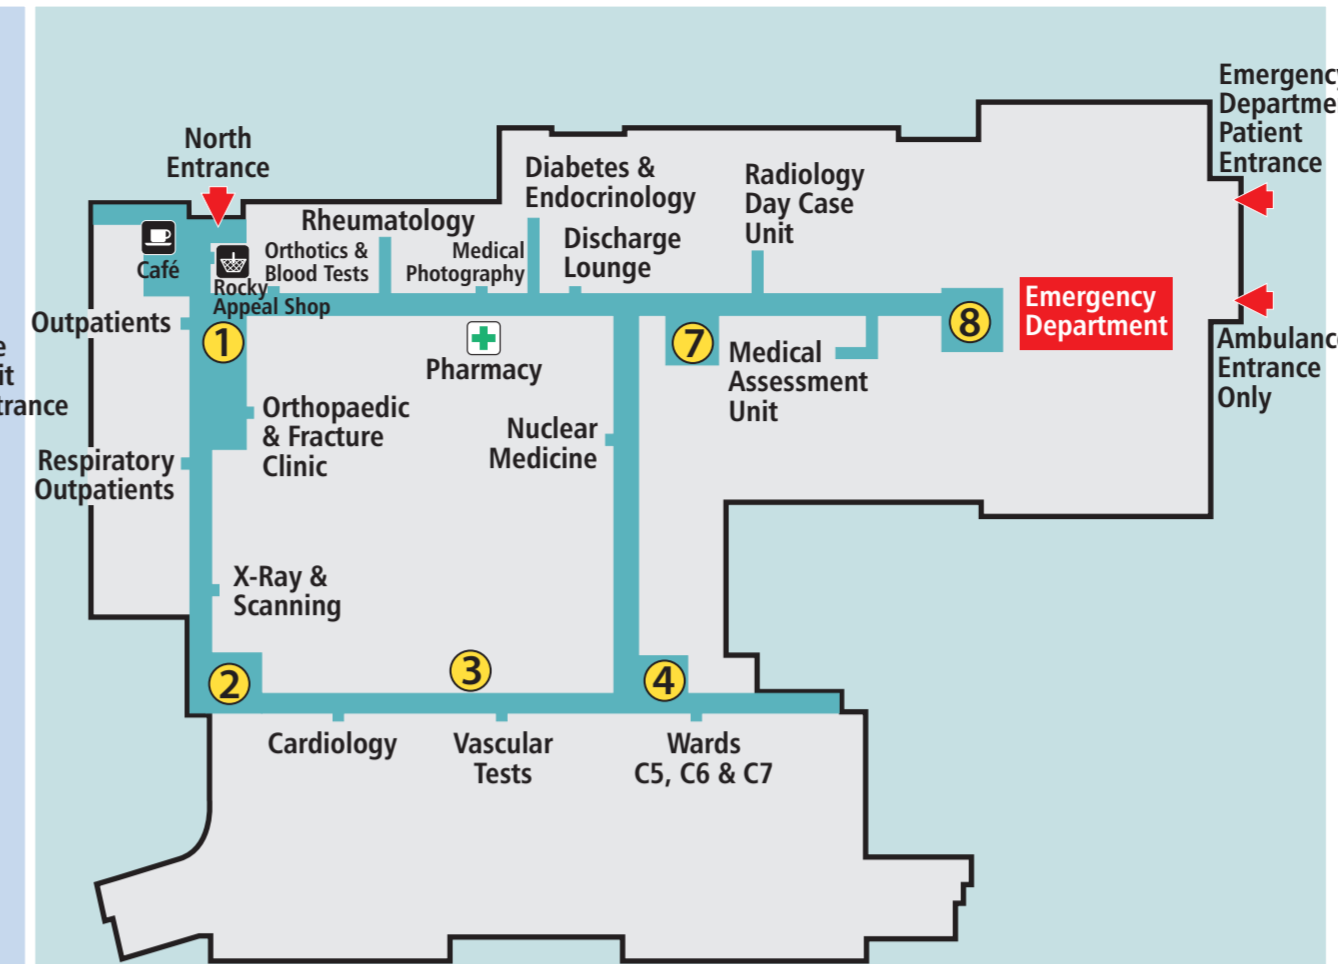 North
Entrance
Emergency
Patient
Entrance
Diabetes &
Endocrinology
Radiology
Day Case
Unit
Rheumatology
Orthotics &
Blood Tests
Medical
Photography
Discharge
Lounge
Café
Rocky
Appeal Shop
Outpatients
1
Pharmacy
7
Medical
Assessment
Unit
8
Emergency
Department
Ambulance
Entrance
Only
Orthopaedic
& Fracture
Clinic
Nuclear
Medicine
Respiratory
Outpatients
X-Ray &
Scanning
2
3
4
Cardiology
Vascular
Tests
Wards
C5, C6 & C7